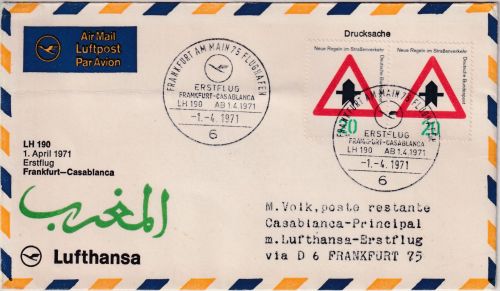 Air Mail
Luftpost
Par Avion
Drucksache
FRANKFURT AM MAIN 75 FLUGHAFEN
ERSTFLUG
FRANKFURT-CASABLANCA
LH 190 AB 1.4.1971
-1.-4.1971
6
Neue Regeln im Straßenverkehr
Deutsche Bundespost
20
Neue Regeln im Straßenverkehr
Deutsche Bundespost
20
FRANKFURT AM MAIN 75 FLUGHAFEN
ERSTFLUG
FRANKFURT-CASABLANCA
LH 190 AB 1.4.1971
-1.-4.1971
6
LH 190
1. April 1971
Erstflug
Frankfurt-Casablanca
المغرب
Lufthansa
M.Volk,poste restante
Casablanca-Principal
m.Lufthansa-Erstflug
via D 6 FRANKFURT 75